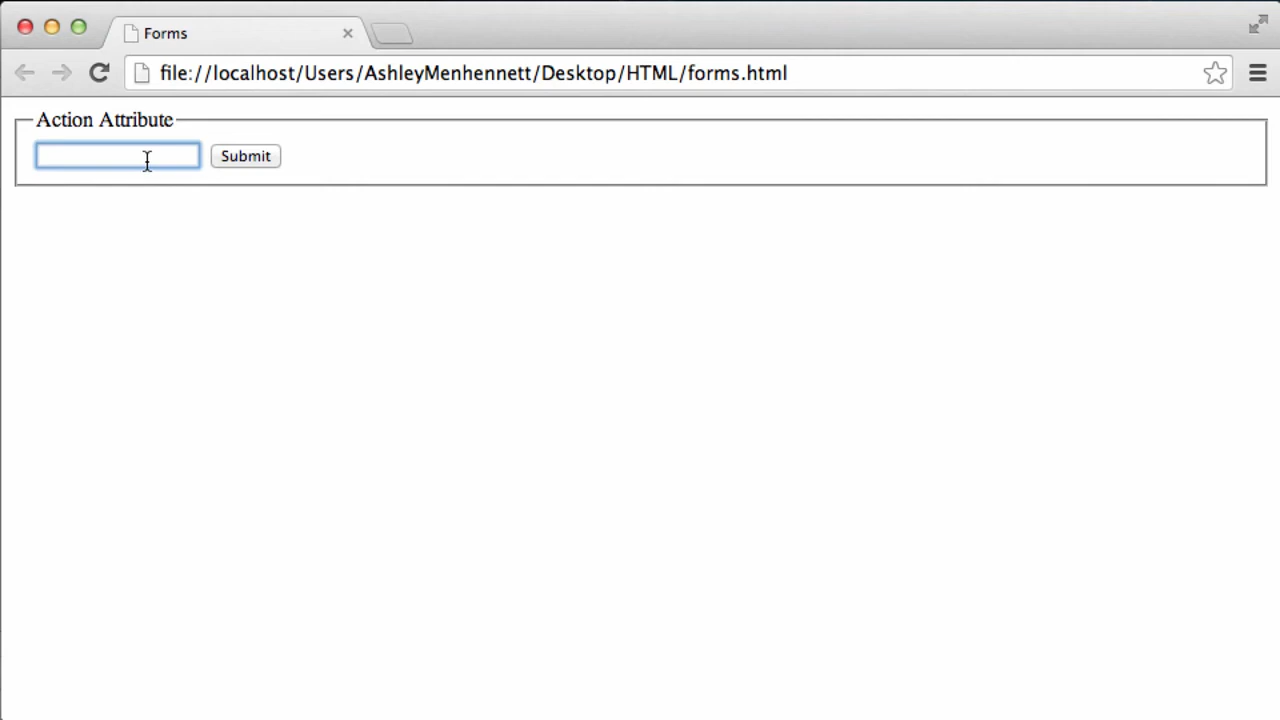 Forms
file://localhost/Users/AshleyMenhennett/Desktop/HTML/forms.html
Action Attribute
Submit